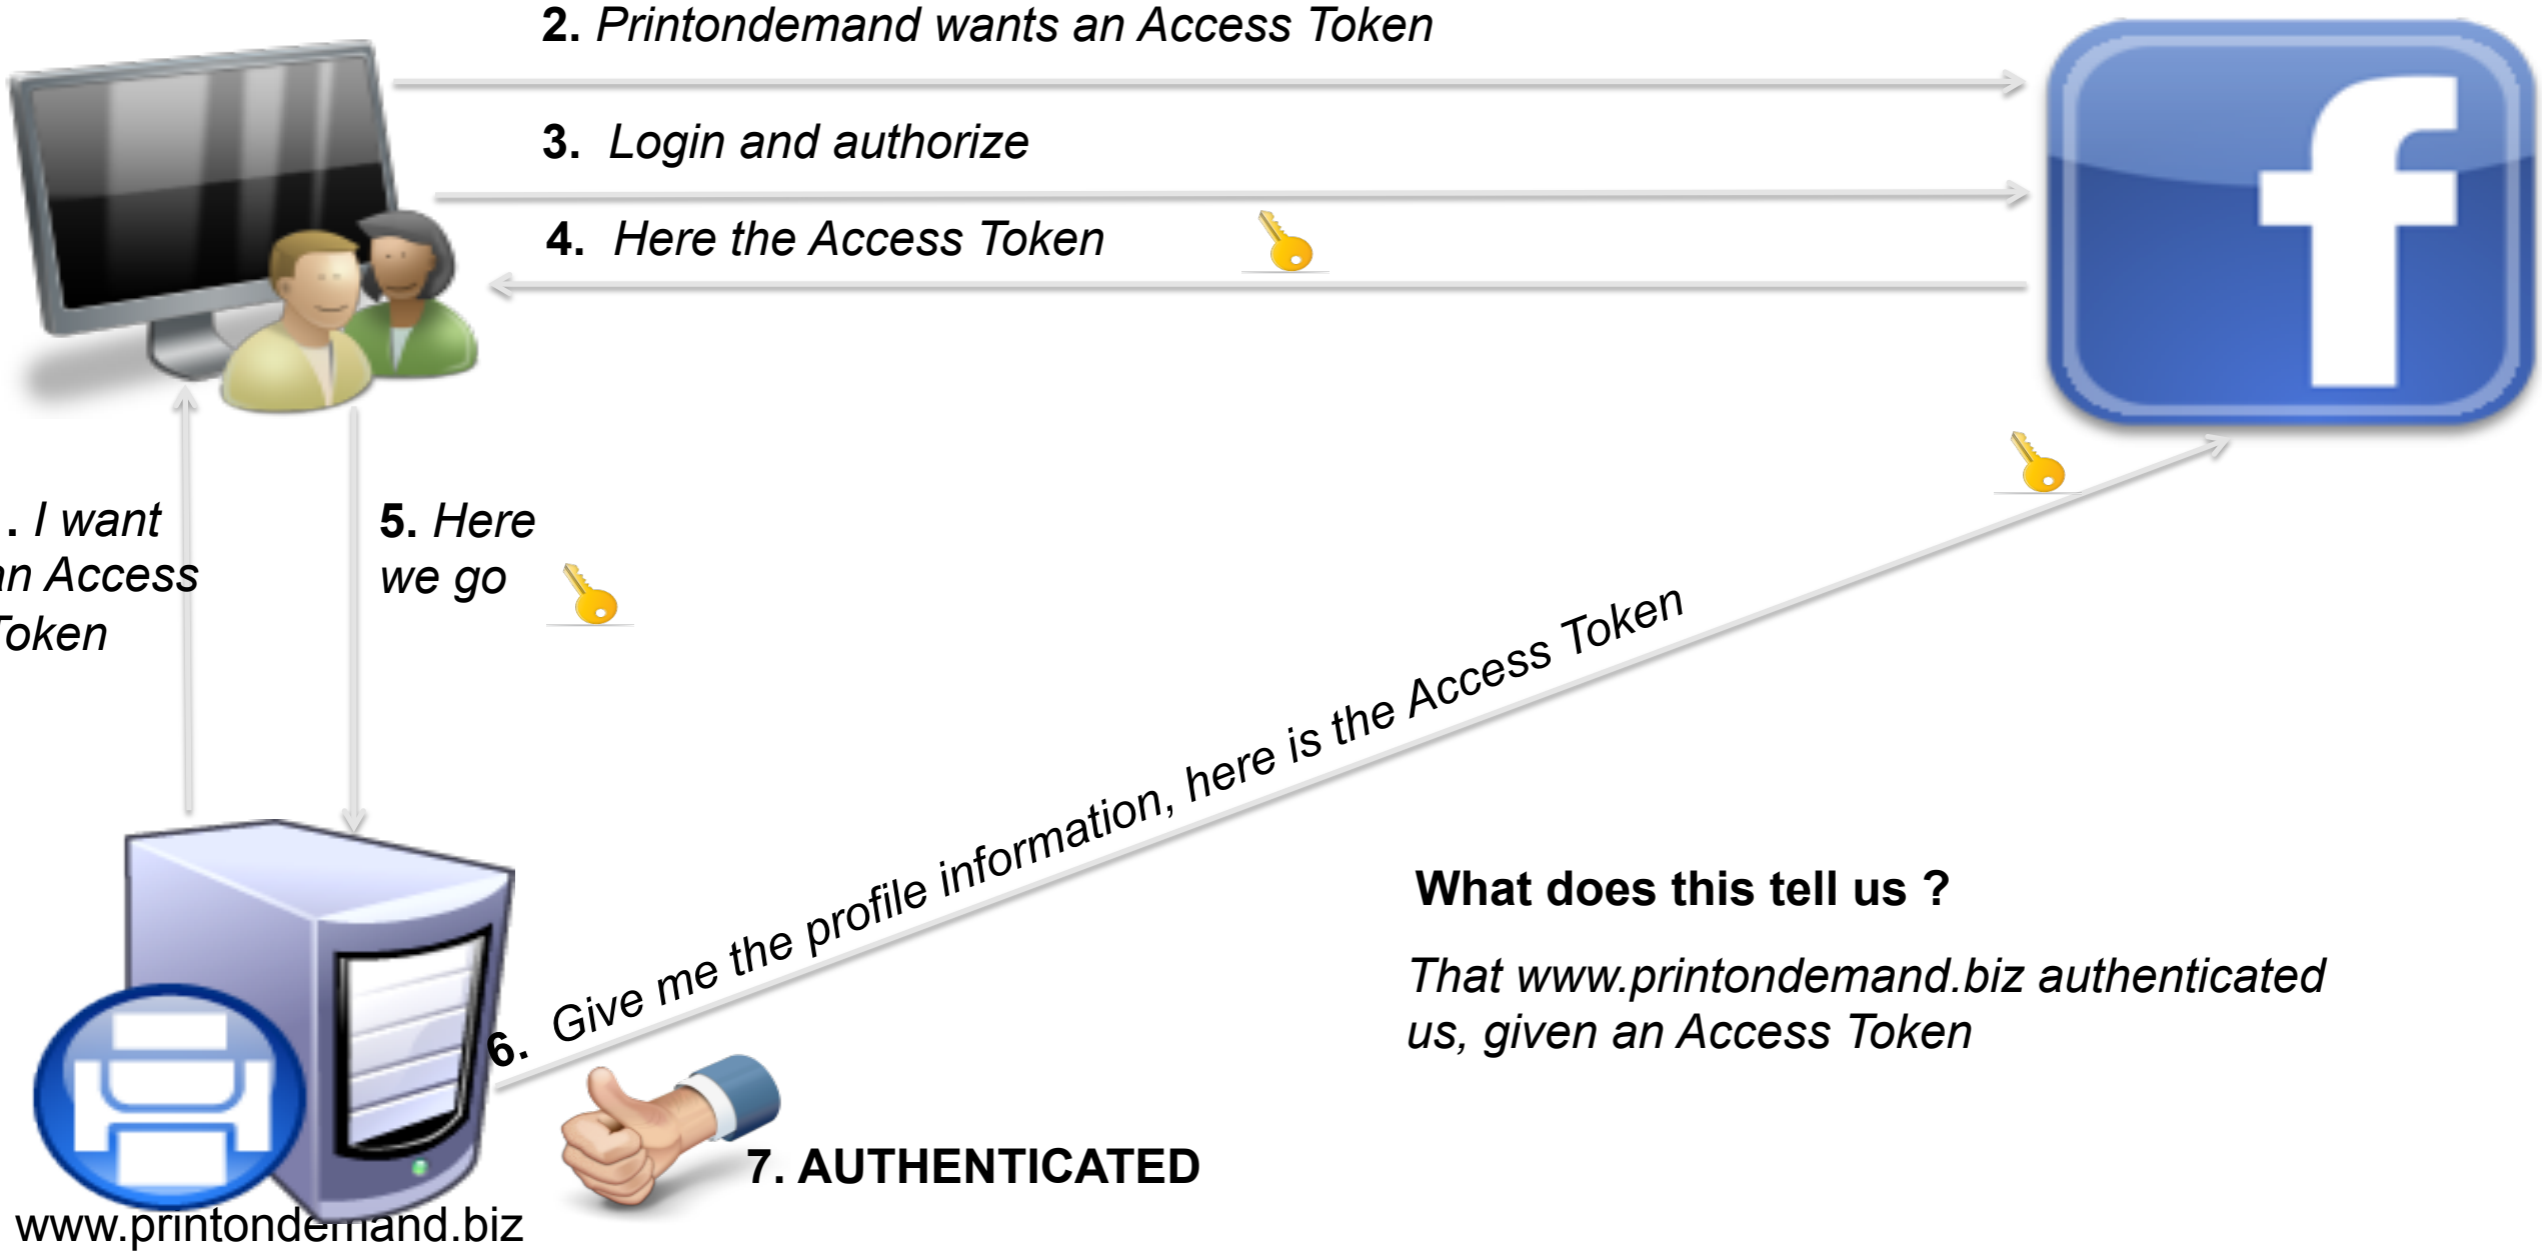 2. Printondemand wants an Access Token
3. Login and authorize
4. Here the Access Token
. I want
an Access
Token
5. Here
we go
6. Give me the profile information, here is the Access Token
What does this tell us ?
That www.printondemand.biz authenticated
us, given an Access Token
7. AUTHENTICATED
www.printondemand.biz